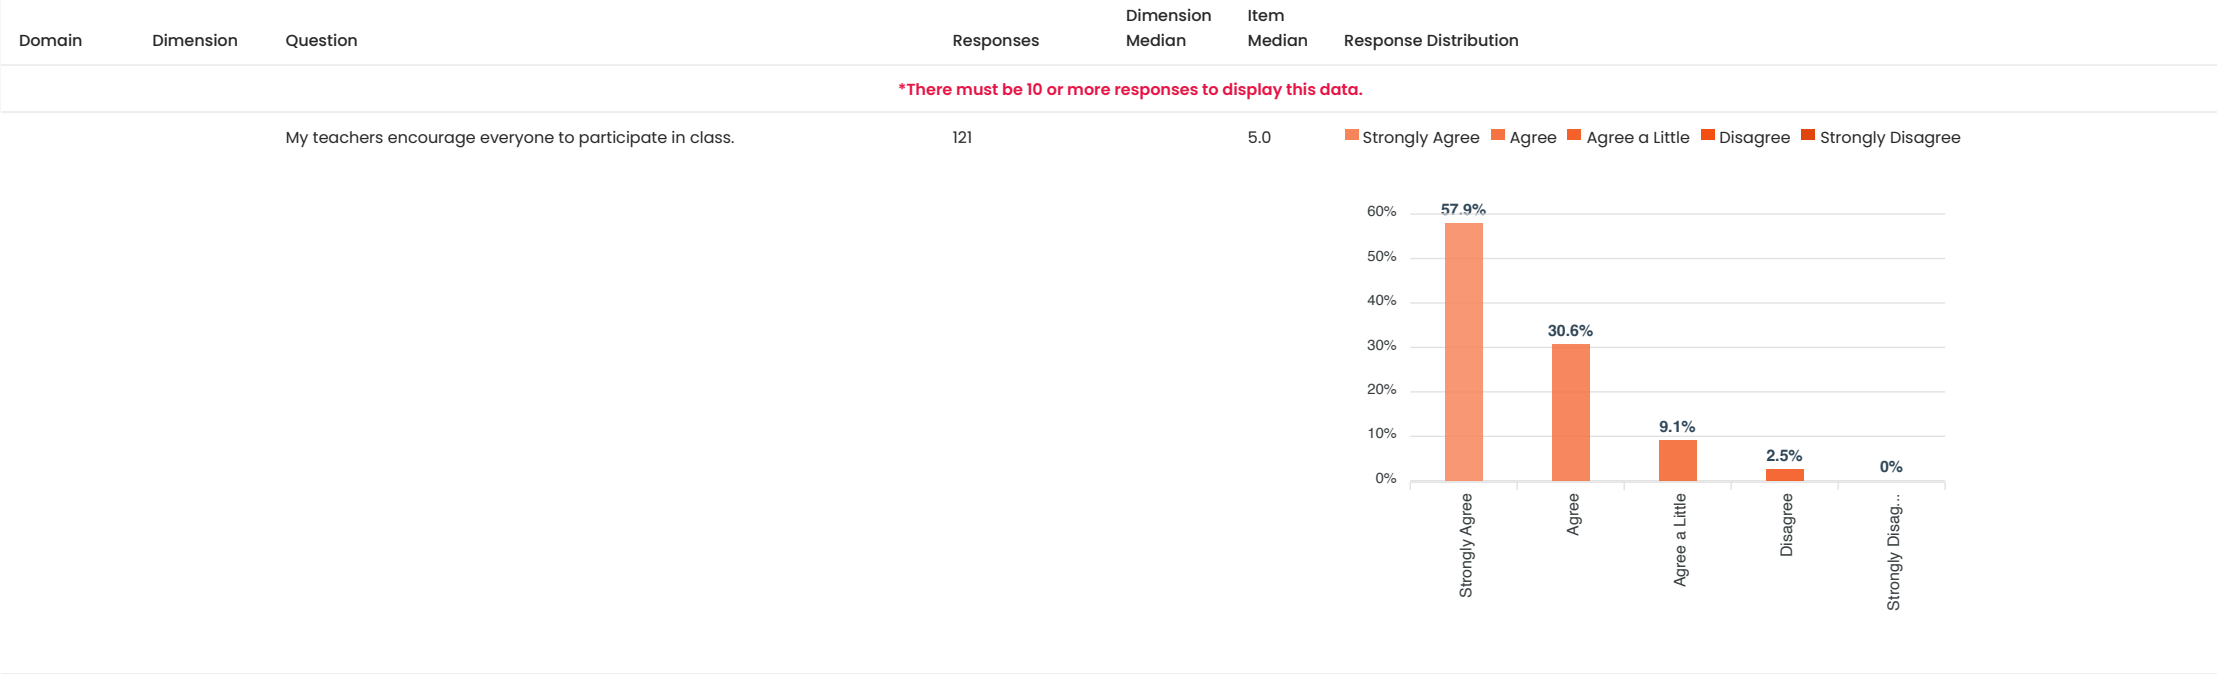 Domain Dimension Question Responses Dimension Median Item Median Response Distribution
*There must be 10 or more responses to display this data.
My teachers encourage everyone to participate in class. 121 5.0 Strongly Agree Agree Agree a Little Disagree Strongly Disagree
60%
50%
40%
30%
20%
10%
0%
57.9%
30.6%
9.1%
2.5%
0%
Strongly Agree
Agree
Agree a Little
Disagree
Strongly Disag...